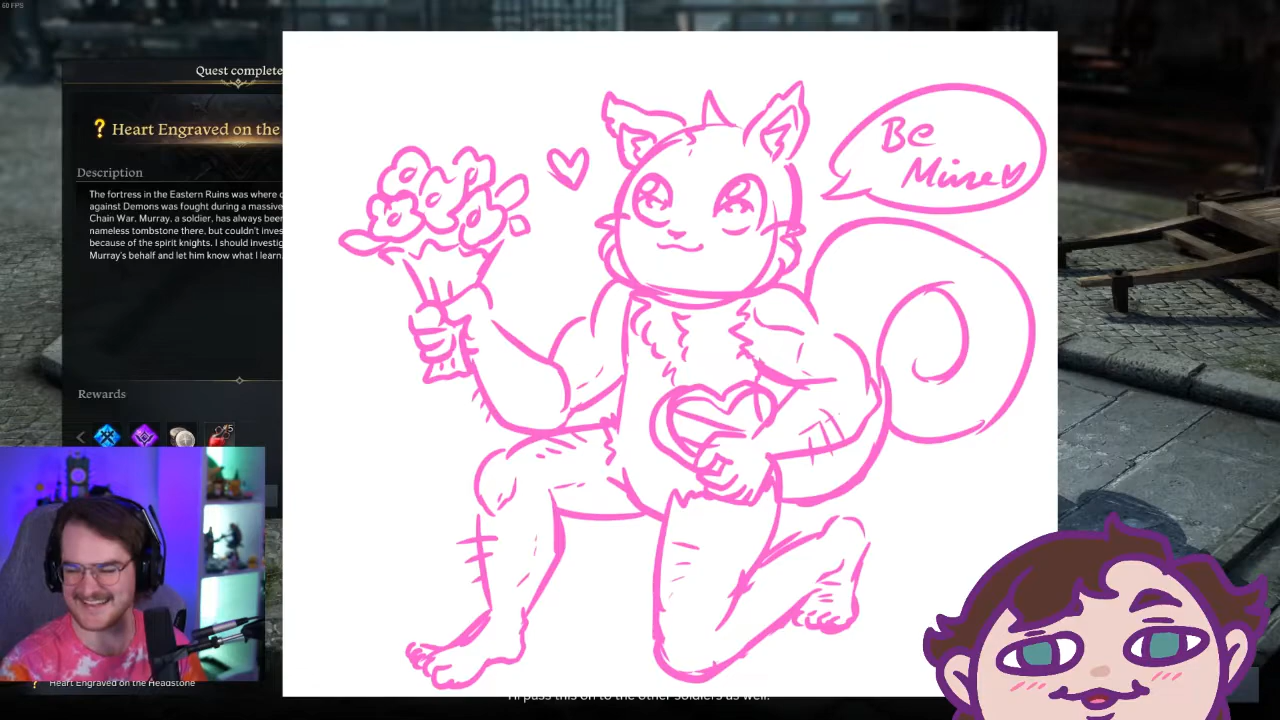 60 FPS
Quest complete
? Heart Engraved on the
Be
Mine
Description
The fortress in the Eastern Ruins was where
against Demons was fought during a massive
Chain War. Murray, a soldier, has always been
nameless tombstone there, but couldn't
because of the spirit knights. I should
Murray's behalf and let him know what I learn.
Rewards
5
? Heart Engraved on the Headstone
I'll pass this on to the other soldiers as well.